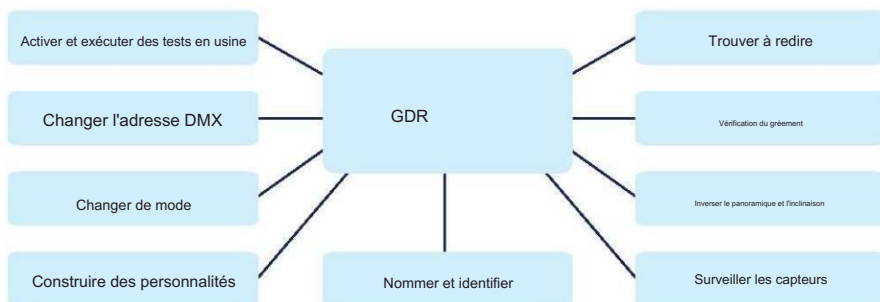 Activer et exécuter des tests en usine
Trouver à redire
GDR
Changer l'adresse DMX
Vérification du gréement
Changer de mode
Inverser le panoramique et l'inclinaison
Construire des personnalités
Nommer et identifier
Surveiller les capteurs